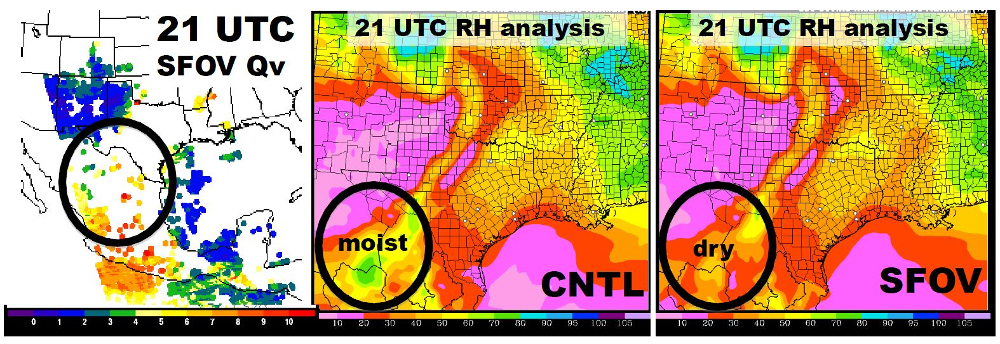 21 UTC
SFOV Qv
0 1 2 3 4 5 6 7 8 9 10
21 UTC RH analysis
moist
CNTL
10 20 30 40 50 60 70 80 90 95 100 105
21 UTC RH analysis
dry
SFOV
10 20 30 40 50 60 70 80 90 95 100 105